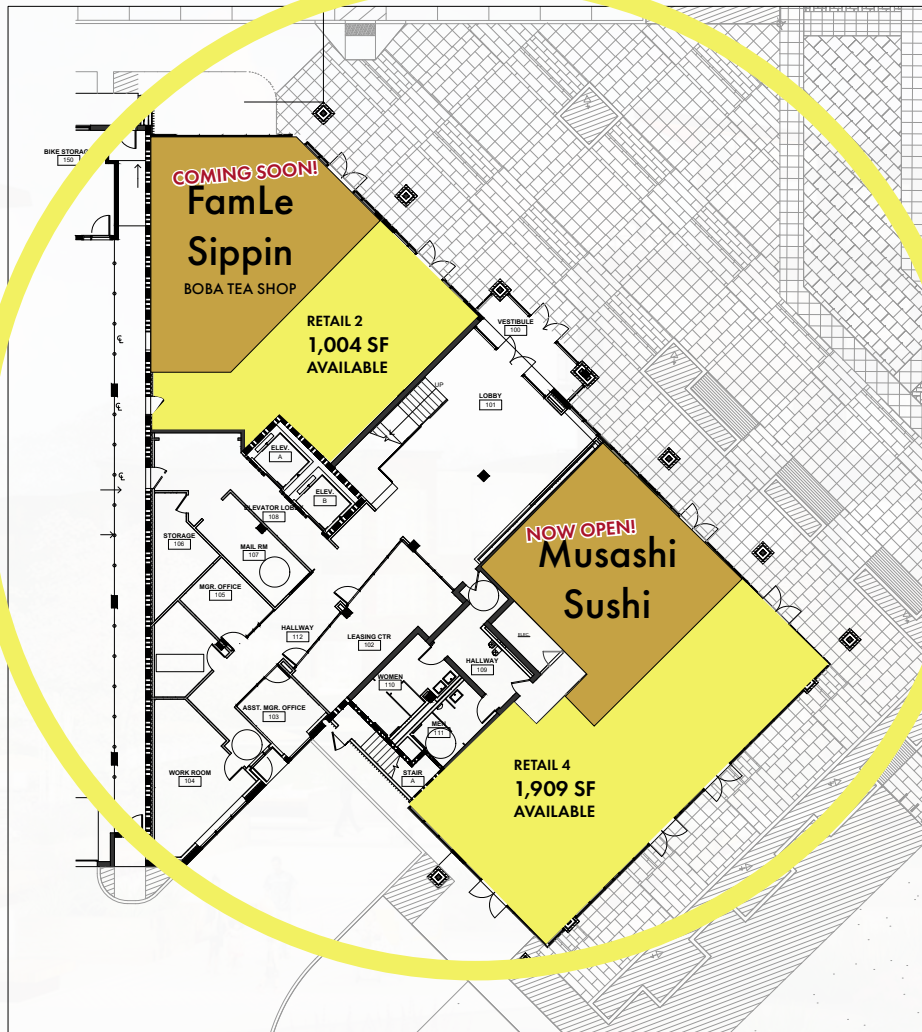 BIKE STORAG
150
COMING SOON!
FamLe
Sippin
BOBA TEA SHOP
RETAIL 2
1,004 SF
AVAILABLE
VESTIBULE
100
UP
LOBBY
101
ELEV.
A
ELEV.
B
ELEVATOR LOB
108
STORAGE
106
MAIL RM
107
MGR. OFFICE
105
NOW OPEN!
Musashi
Sushi
HALLWAY
112
LEASING CTR
102
ELEC.
HALLWAY
109
WOMEN
110
ASST. MGR. OFFICE
103
MEN
111
WORK ROOM
104
STAIR
A
RETAIL 4
1,909 SF
AVAILABLE